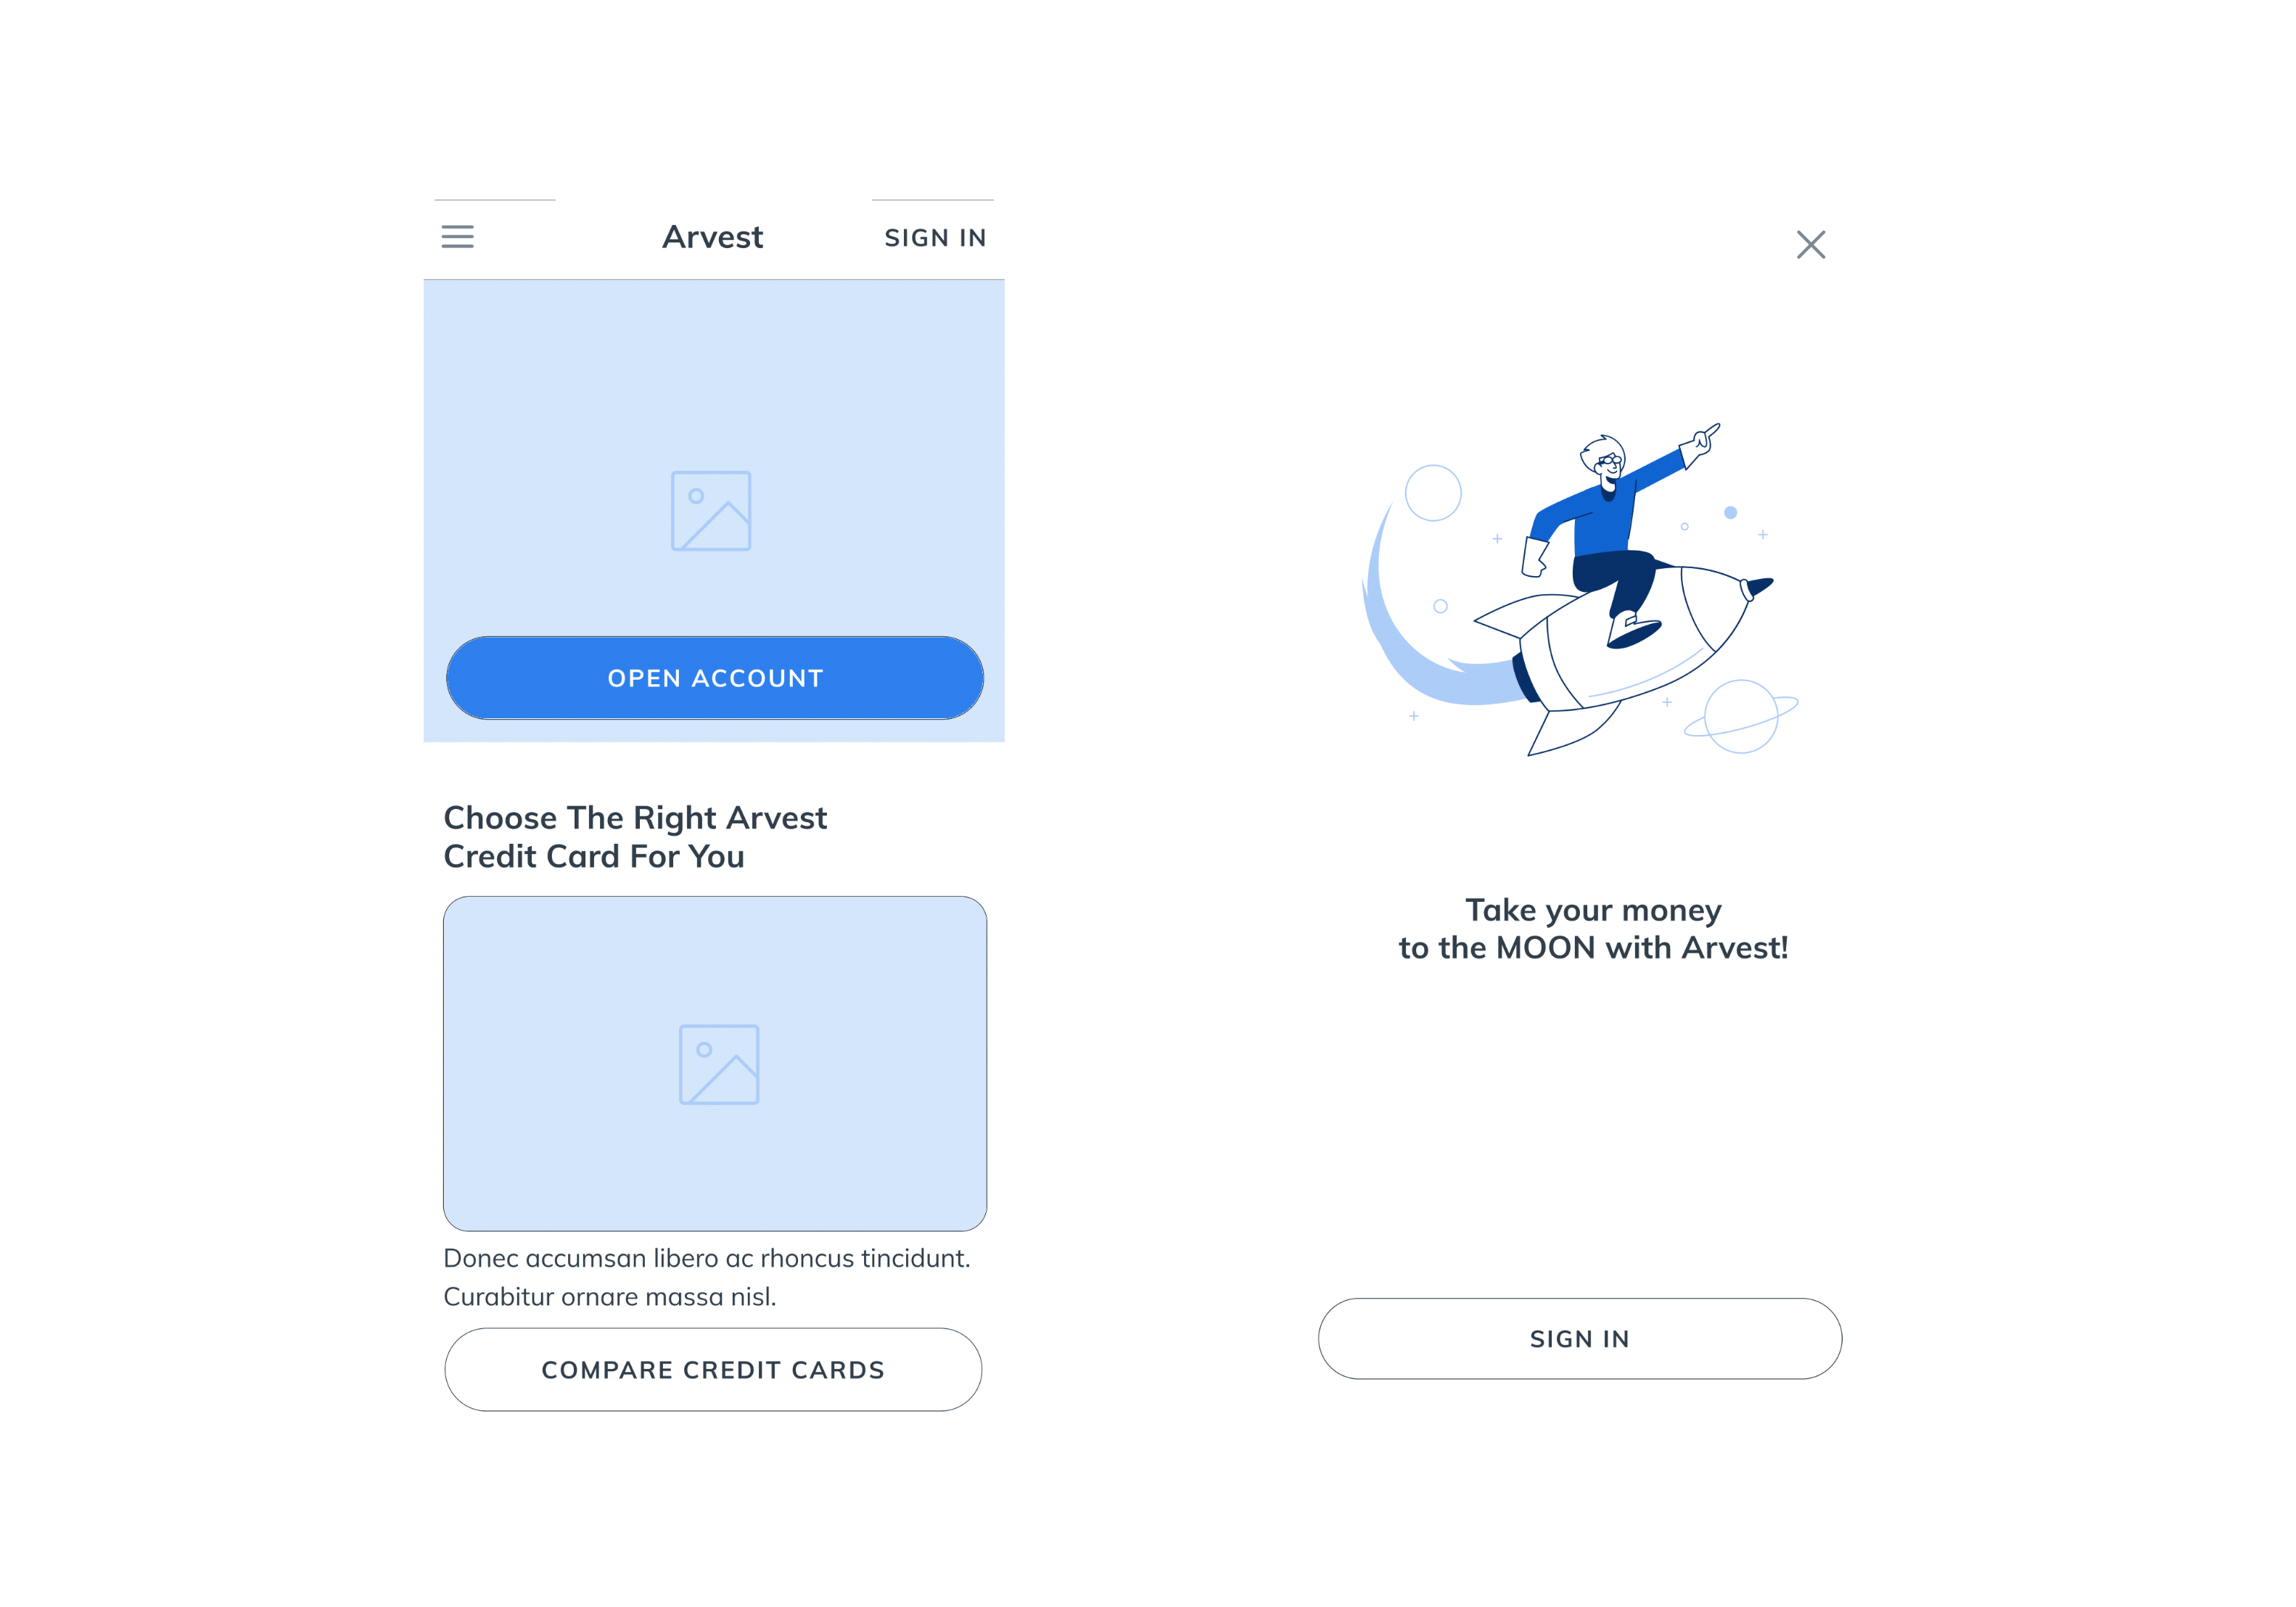 Arvest
SIGN IN
OPEN ACCOUNT
Choose The Right Arvest
Credit Card For You
Donec accumsan libero ac rhoncus tincidunt.
Curabitur ornare massa nisl.
COMPARE CREDIT CARDS
Take your money
to the MOON with Arvest!
SIGN IN